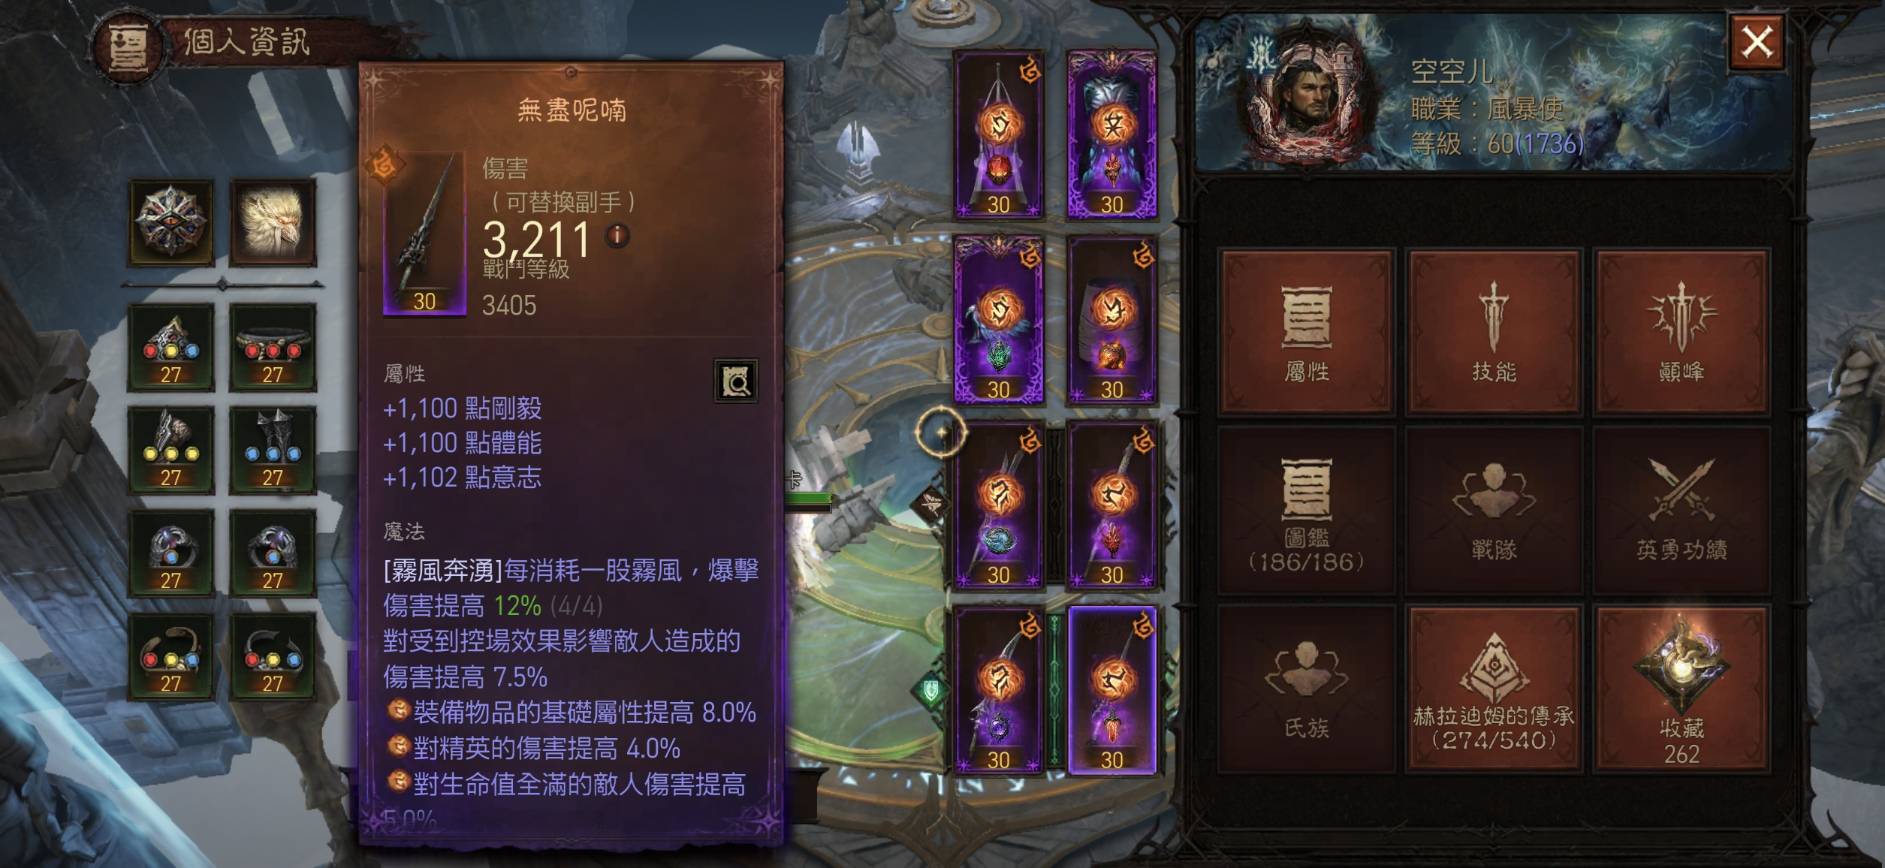 個人資訊
27
27
27
27
27
27
27
27
無盡呢喃
30
傷害
(可替換副手)
3,211
戰鬥等級
3405
屬性
+1,100 點剛毅
+1,100 點體能
+1,102 點意志
魔法
[霧風奔湧]每消耗一股霧風，爆擊
傷害提高 12% (4/4)
對受到控場效果影響敵人造成的
傷害提高 7.5%
裝備物品的基礎屬性提高 8.0%
對精英的傷害提高 4.0%
對生命值全滿的敵人傷害提高
5.0%
卡
30
30
30
30
30
30
30
30
空空儿
職業：風暴使
等級：60(1736)
屬性
技能
巔峰
圖鑑
(186/186)
戰隊
英勇功績
氏族
赫拉迪姆的傳承
(274/540)
收藏
262